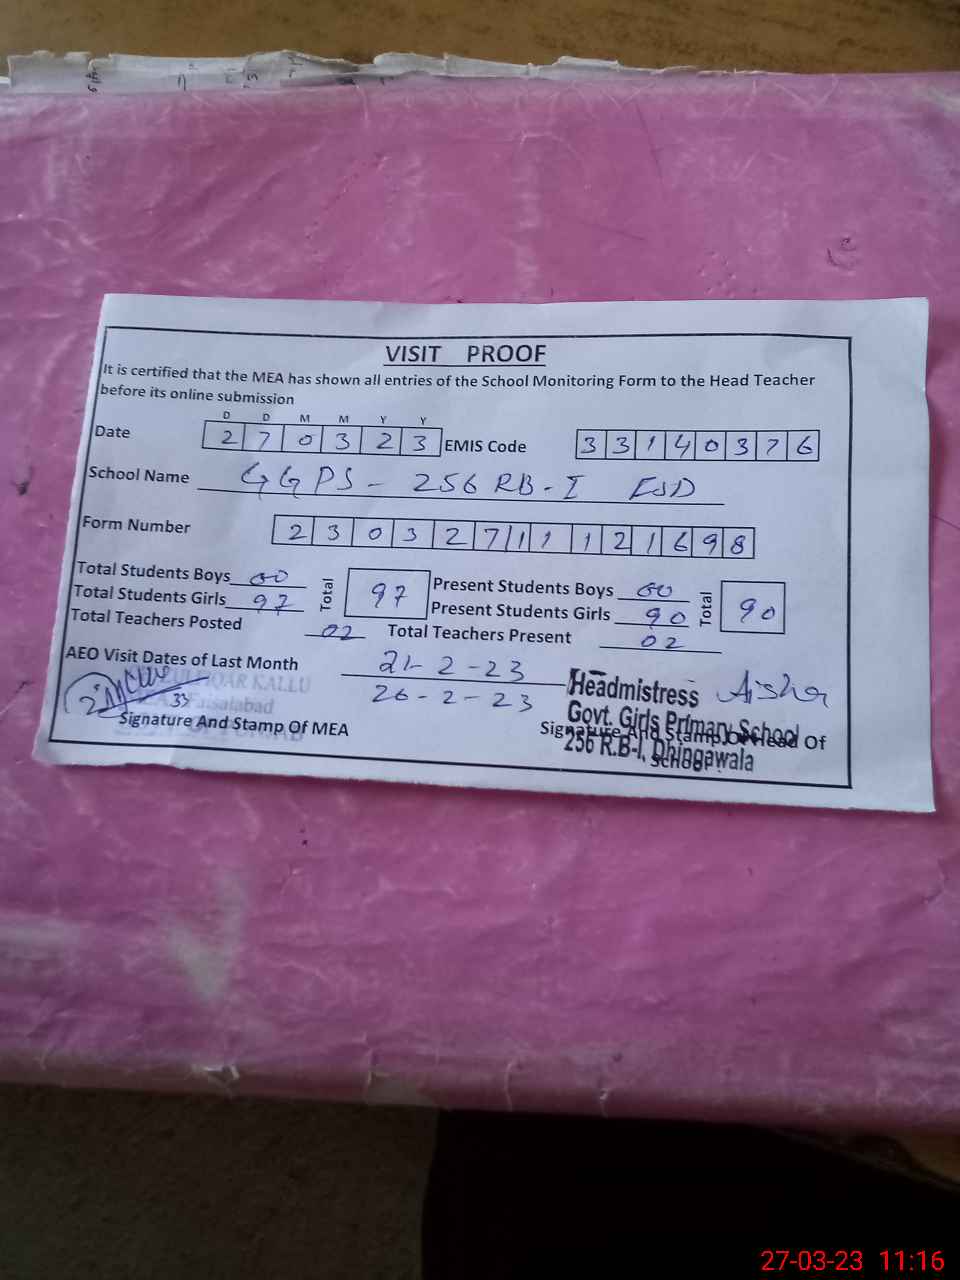 VISIT PROOF
It is certified that the MEA has shown all entries of the School Monitoring Form to the Head Teacher
before its online submission
D D M M Y Y
Date 2 7 0 3 2 3 EMIS Code 3 3 1 4 0 3 7 6
School Name GGPS - 256 RB-I FSD
Form Number 2 3 0 3 2 7 1 1 1 2 1 6 9 8
Total Students Boys 00 Total 97 Present Students Boys 00 Total 90
Total Students Girls 97 Present Students Girls 90
Total Teachers Posted 02 Total Teachers Present 02
AEO Visit Dates of Last Month 21-2-23
26-2-23
ZULFIQAR KALLU
MEA Faisalabad
33
Signature And Stamp Of MEA
Headmistress Aisha
Govt. Girls Primary School
256 R.B-I, Dhingawala
Signature And Stamp Of Head Of
School
27-03-23 11:16